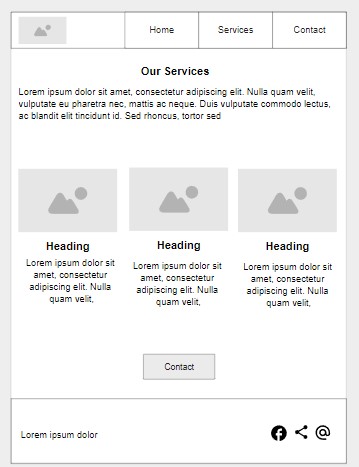 Home Services Contact
Our Services
Lorem ipsum dolor sit amet, consectetur adipiscing elit. In vulputate,
vulputate eu pharetra nec, mattis ac neque. Duis vulputate commodo lectus,
ac blandit elit tincidunt id. Sed rhoncus, tortor sed
Heading
Lorem ipsum dolor sit
amet, consectetur
adipiscing elit. Nulla
quam velit,
Heading
Lorem ipsum dolor sit
amet, consectetur
adipiscing elit. Nulla
quam velit,
Heading
Lorem ipsum dolor sit
amet, consectetur
adipiscing elit. Nulla
quam velit,
Contact
Lorem ipsum dolor